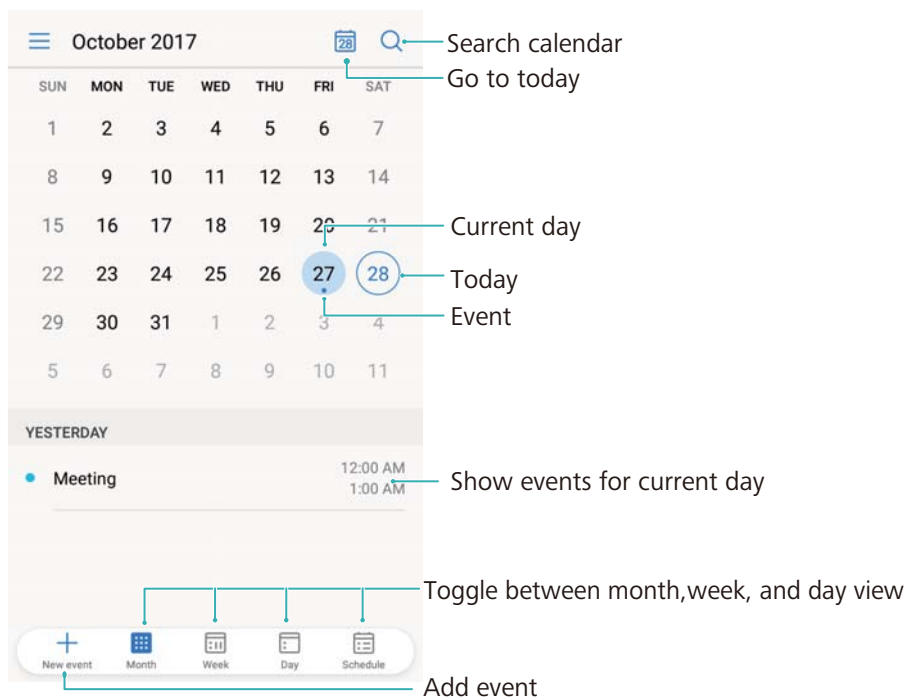 October 2017 28
Search calendar
Go to today
SUN MON TUE WED THU FRI SAT
1 2 3 4 5 6 7
8 9 10 11 12 13 14
15 16 17 18 19 20 21
Current day
22 23 24 25 26 27 28
Today
Event
29 30 31 1 2 3 4
5 6 7 8 9 10 11
YESTERDAY
Meeting 12:00 AM
1:00 AM
Show events for current day
Toggle between month,week, and day view
New event Month Week Day Schedule
Add event